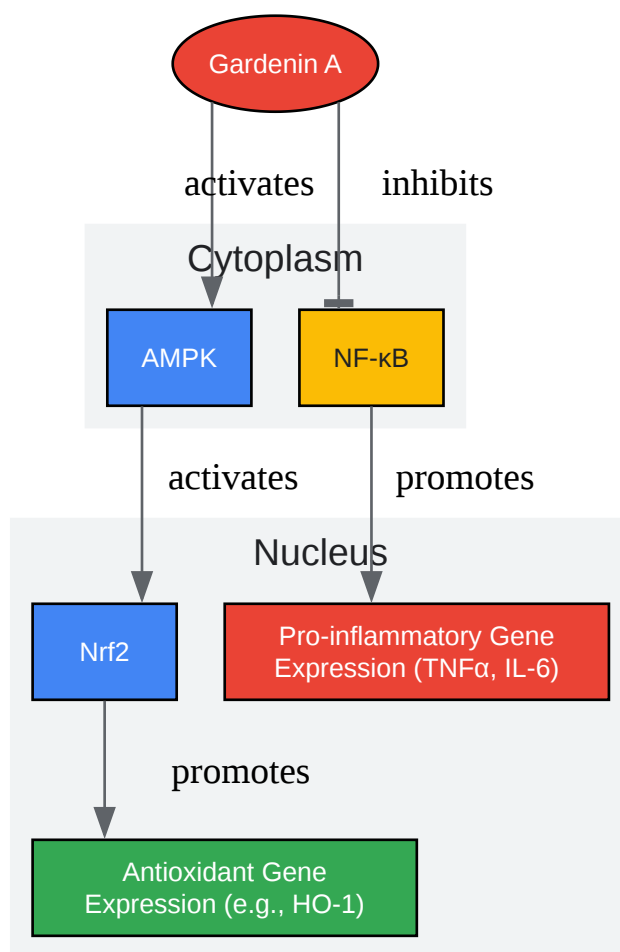 Gardenin A
activates
inhibits
Cytoplasm
AMPK
NF-κB
activates
promotes
Nucleus
Nrf2
Pro-inflammatory Gene
Expression (TNFα, IL-6)
promotes
Antioxidant Gene
Expression (e.g., HO-1)